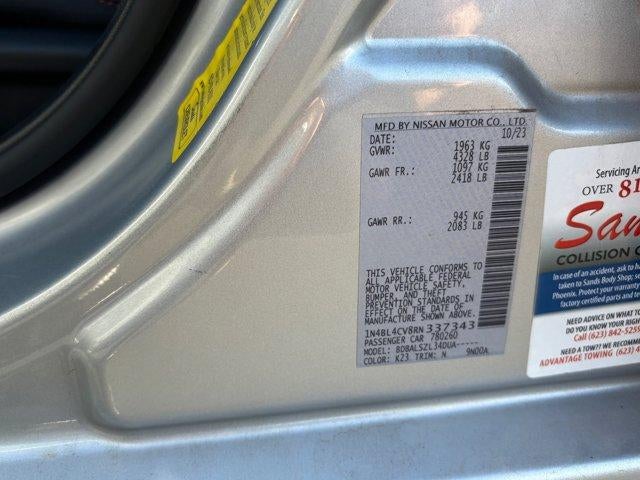 MFD BY NISSAN MOTOR CO., LTD.
DATE: 10/23
GVWR: 1963 KG
4328 LB
GAWR FR.: 1097 KG
2418 LB
GAWR RR.: 945 KG
2083 LB
THIS VEHICLE CONFORMS TO
ALL APPLICABLE FEDERAL
MOTOR VEHICLE SAFETY,
BUMPER, AND THEFT
PREVENTION STANDARDS IN
EFFECT ON THE DATE OF
MANUFACTURE SHOWN ABOVE.
1N4BL4CV8RN337343
PASSENGER CAR 780260
MODEL: BDBALSZL34DUA-----
COLOR: K23 TRIM: N 9N00A
Servicing
OVER
COLLISION
In case of an accident, ask to
taken to Sands Body Shop;
Phoenix. Protect your warranty
factory certified parts and
NEED ADVICE ON WHAT TO
DO YOU KNOW YOUR RIGHT
Call (623) 842-525
NEED A TOW?? WE RECOMME
ADVANTAGE TOWING (623)